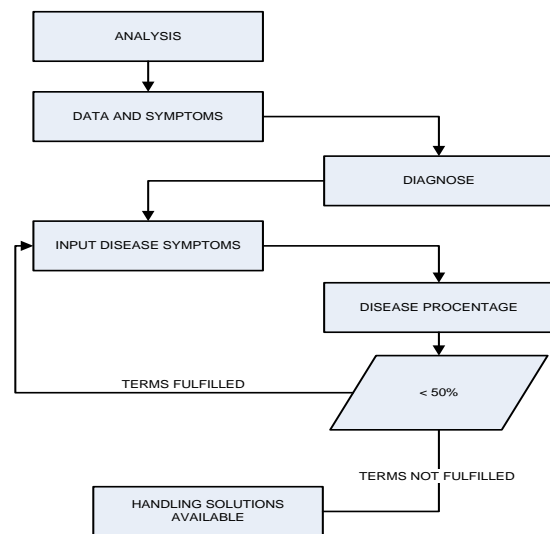 ANALYSIS
DATA AND SYMPTOMS
DIAGNOSE
INPUT DISEASE SYMPTOMS
DISEASE PROCENTAGE
< 50%
TERMS FULFILLED
TERMS NOT FULFILLED
HANDLING SOLUTIONS
AVAILABLE